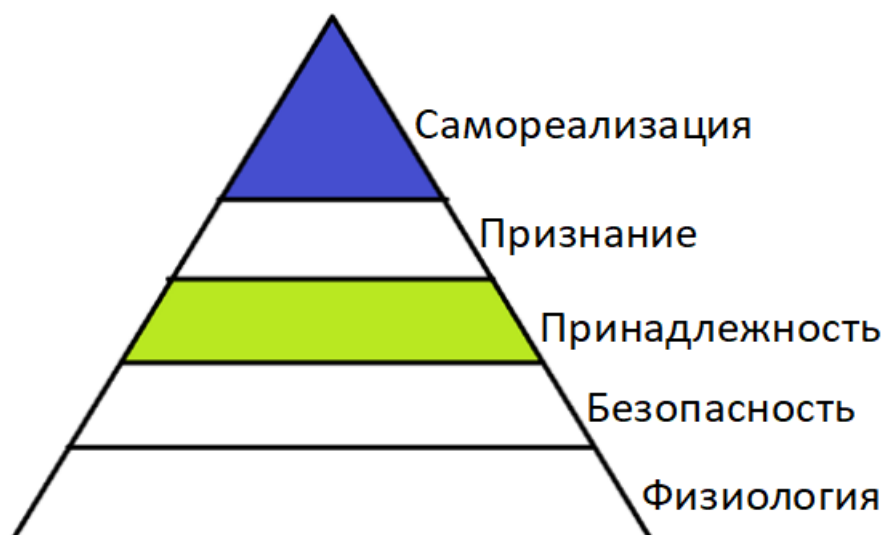 Самореализация
Признание
Принадлежность
Безопасность
Физиология